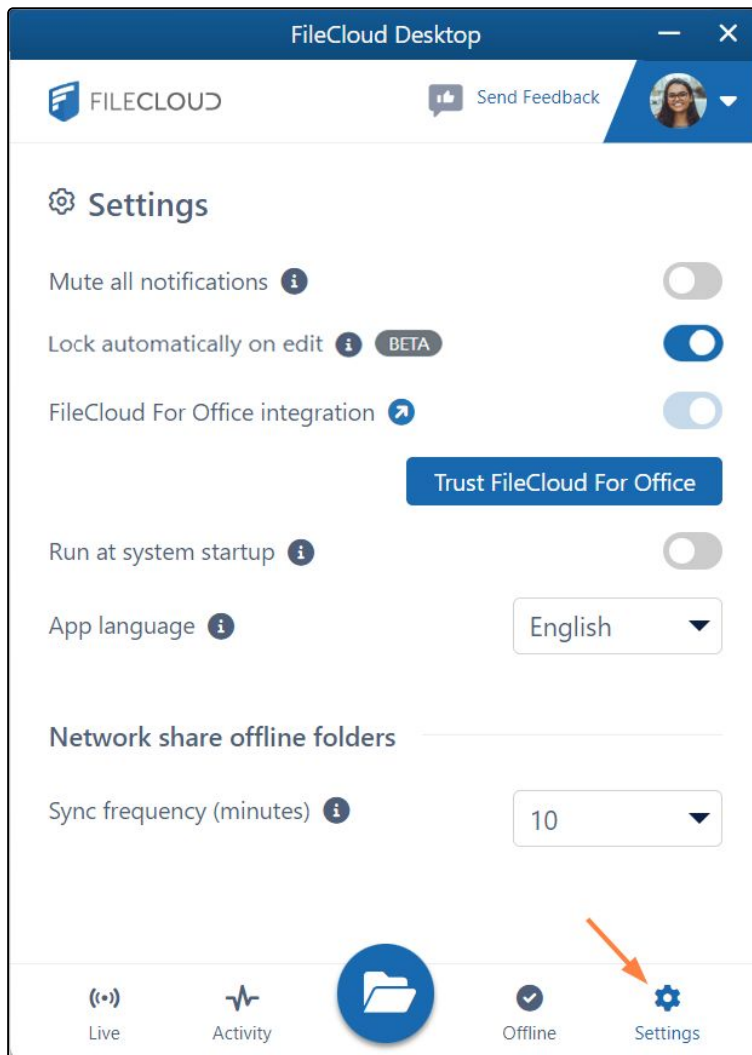 FileCloud Desktop
FILECLOUD
Send Feedback
Settings
Mute all notifications
Lock automatically on edit BETA
FileCloud For Office integration
Trust FileCloud For Office
Run at system startup
App language English
Network share offline folders
Sync frequency (minutes) 10
Live Activity Offline Settings